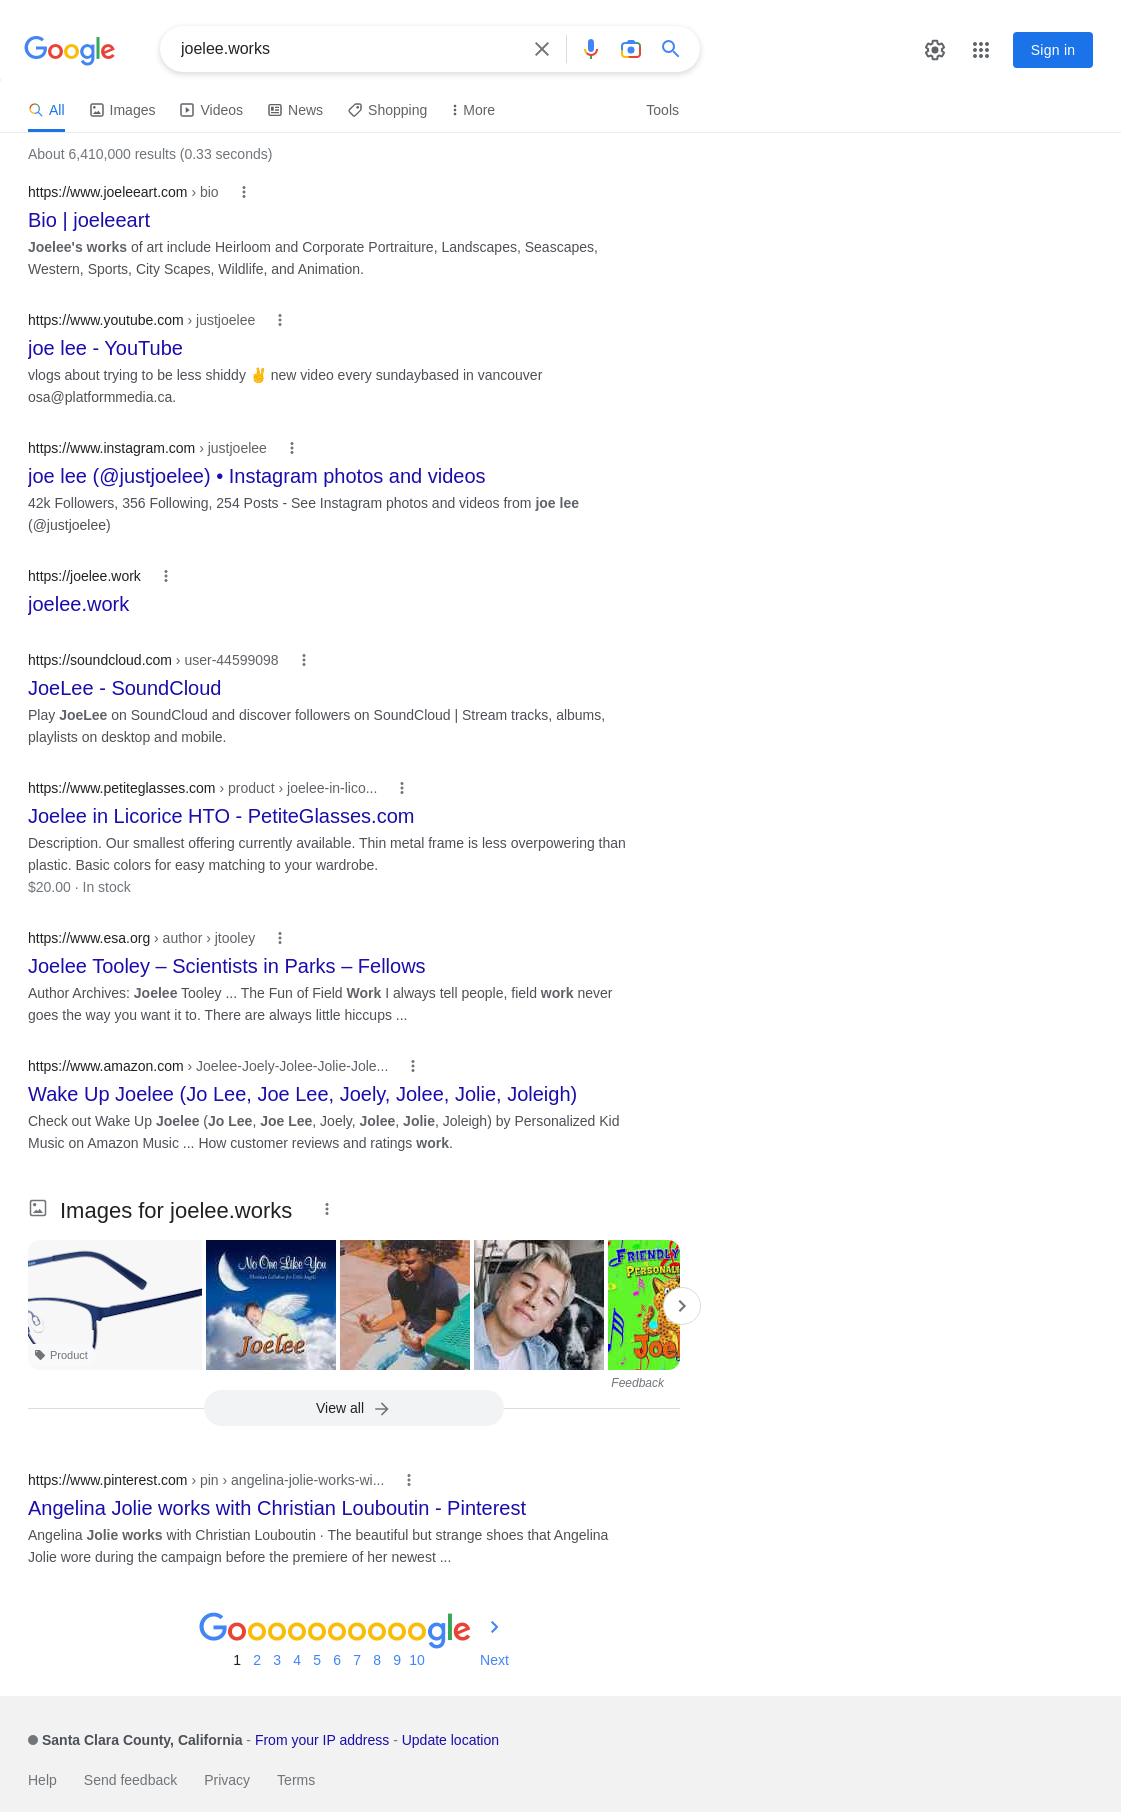 Google
joelee.works
Sign in
All Images Videos News Shopping More Tools
About 6,410,000 results (0.33 seconds)
https://www.joeleeart.com › bio
Bio | joeleeart
Joelee's works of art include Heirloom and Corporate Portraiture, Landscapes, Seascapes,
Western, Sports, City Scapes, Wildlife, and Animation.
https://www.youtube.com › justjoelee
joe lee - YouTube
vlogs about trying to be less shiddy ✌ new video every sundaybased in vancouver
osa@platformmedia.ca.
https://www.instagram.com › justjoelee
joe lee (@justjoelee) • Instagram photos and videos
42k Followers, 356 Following, 254 Posts - See Instagram photos and videos from joe lee
(@justjoelee)
https://joelee.work
joelee.work
https://soundcloud.com › user-44599098
JoeLee - SoundCloud
Play JoeLee on SoundCloud and discover followers on SoundCloud | Stream tracks, albums,
playlists on desktop and mobile.
https://www.petiteglasses.com › product › joelee-in-lico...
Joelee in Licorice HTO - PetiteGlasses.com
Description. Our smallest offering currently available. Thin metal frame is less overpowering than
plastic. Basic colors for easy matching to your wardrobe.
$20.00 · In stock
https://www.esa.org › author › jtooley
Joelee Tooley – Scientists in Parks – Fellows
Author Archives: Joelee Tooley ... The Fun of Field Work I always tell people, field work never
goes the way you want it to. There are always little hiccups ...
https://www.amazon.com › Joelee-Joely-Jolee-Jolie-Jole...
Wake Up Joelee (Jo Lee, Joe Lee, Joely, Jolee, Jolie, Joleigh)
Check out Wake Up Joelee (Jo Lee, Joe Lee, Joely, Jolee, Jolie, Joleigh) by Personalized Kid
Music on Amazon Music ... How customer reviews and ratings work.
Images for joelee.works
No One Like You
Joelee
FRIENDLY
PERSONAL
Joe
Product
Feedback
View all
https://www.pinterest.com › pin › angelina-jolie-works-wi...
Angelina Jolie works with Christian Louboutin - Pinterest
Angelina Jolie works with Christian Louboutin · The beautiful but strange shoes that Angelina
Jolie wore during the campaign before the premiere of her newest ...
Goooooooooogle
1 2 3 4 5 6 7 8 9 10 Next
Santa Clara County, California - From your IP address - Update location
Help Send feedback Privacy Terms